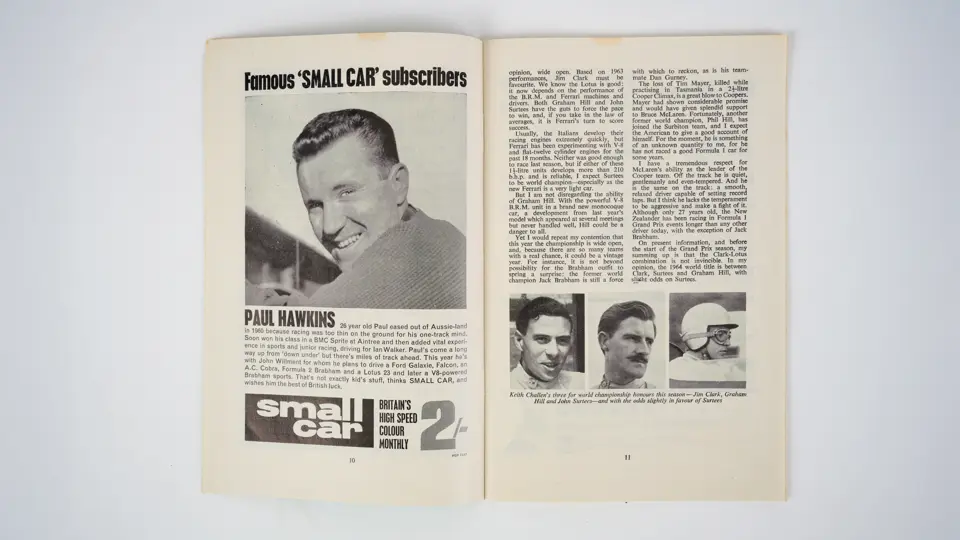 Famous 'SMALL CAR' subscribers
PAUL HAWKINS 26 year old Paul eased out of Aussie-land
in 1960 because racing was too thin on the ground for his one-track mind.
Soon won his class in a BMC Sprite at Aintree and then added vital experi-
ence in sports and junior racing, driving for Ian Walker. Paul's come a long
way up from 'down under' but there's miles of track ahead. This year he's
with John Willment for whom he plans to drive a Ford Galaxie, Falcon, an
A.C. Cobra, Formula 2 Brabham and a Lotus 23 and later a V8-powered
Brabham sports. That's not exactly kid's stuff, thinks SMALL CAR, and
wishes him the best of British luck.
small
car
BRITAIN'S
HIGH SPEED
COLOUR
MONTHLY
2/-
10
opinion, wide open. Based on 1963
performances, Jim Clark must be
favourite. We know the Lotus is good:
it now depends on the performance of
the B.R.M. and Ferrari machines and
drivers. Both Graham Hill and John
Surtees have the guts to force the pace
to win, and, if you take in the law of
averages, it is Ferrari's turn to score
success.
Usually, the Italians develop their
racing engines extremely quickly, but
Ferrari has been experimenting with V-8
and flat-twelve cylinder engines for the
past 18 months. Neither was good enough
to race last season, but if either of these
1½-litre units develops more than 210
b.h.p. and is reliable, I expect Surtees
to be world champion—especially as the
new Ferrari is a very light car.
But I am not disregarding the ability
of Graham Hill. With the powerful V-8
B.R.M. unit in a brand new monocoque
car, a development from last year's
model which appeared at several meetings
but never handled well, Hill could be a
danger to all.
Yet I would repeat my contention that
this year the championship is wide open,
and, because there are so many teams
with a real chance, it could be a vintage
year. For instance, it is not beyond
possibility for the Brabham outfit to
spring a surprise: the former world
champion Jack Brabham is still a force
with which to reckon, as is his team-
mate Dan Gurney.
The loss of Tim Mayer, killed while
practising in Tasmania in a 2½-litre
Cooper Climax, is a great blow to Coopers.
Mayer had shown considerable promise
and would have given splendid support
to Bruce McLaren. Fortunately, another
former world champion, Phil Hill, has
joined the Surbiton team, and I expect
the American to give a good account of
himself. For the moment, he is something
of an unknown quantity to me, for he
has not raced a good Formula 1 car for
some years.
I have a tremendous respect for
McLaren's ability as the leader of the
Cooper team. Off the track he is quiet,
gentlemanly and even-tempered. And he
is the same on the track: a smooth,
relaxed driver capable of setting record
laps. But I think he lacks the temperament
to be aggressive and make a fight of it.
Although only 27 years old, the New
Zealander has been racing in Formula 1
Grand Prix events longer than any other
driver today, with the exception of Jack
Brabham.
On present information, and before
the start of the Grand Prix season, my
summing up is that the Clark-Lotus
combination is not invincible. In my
opinion, the 1964 world title is between
Clark, Surtees and Graham Hill, with
slight odds on Surtees.
Keith Challen's three for world championship honours this season—Jim Clark, Graham
Hill and John Surtees—and with the odds slightly in favour of Surtees
11